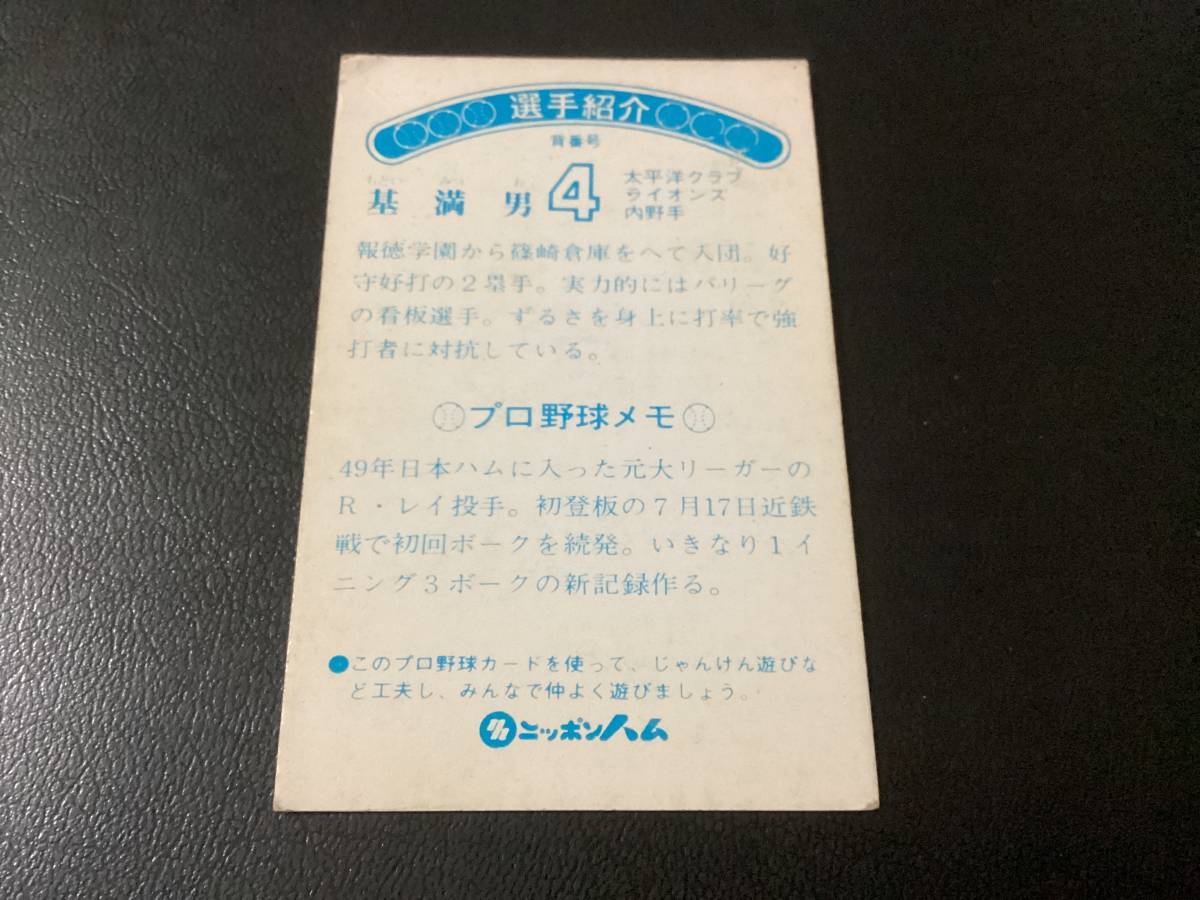 選手紹介
背番号
もとい みつ お
基 満 男 4
太平洋クラブ
ライオンズ
内野手
報徳学園から篠崎倉庫をへて入団。好
守好打の2塁手。実力的にはパリーグ
の看板選手。ずるさを身上に打率で強
打者に対抗している。
プロ野球メモ
49年日本ハムに入った元大リーガーの
R・レイ投手。初登板の7月17日近鉄
戦で初回ボークを続発。いきなり1イ
ニング3ボークの新記録作る。
●このプロ野球カードを使って、じゃんけん遊びな
ど工夫し、みんなで仲よく遊びましょう。
ニッポンハム